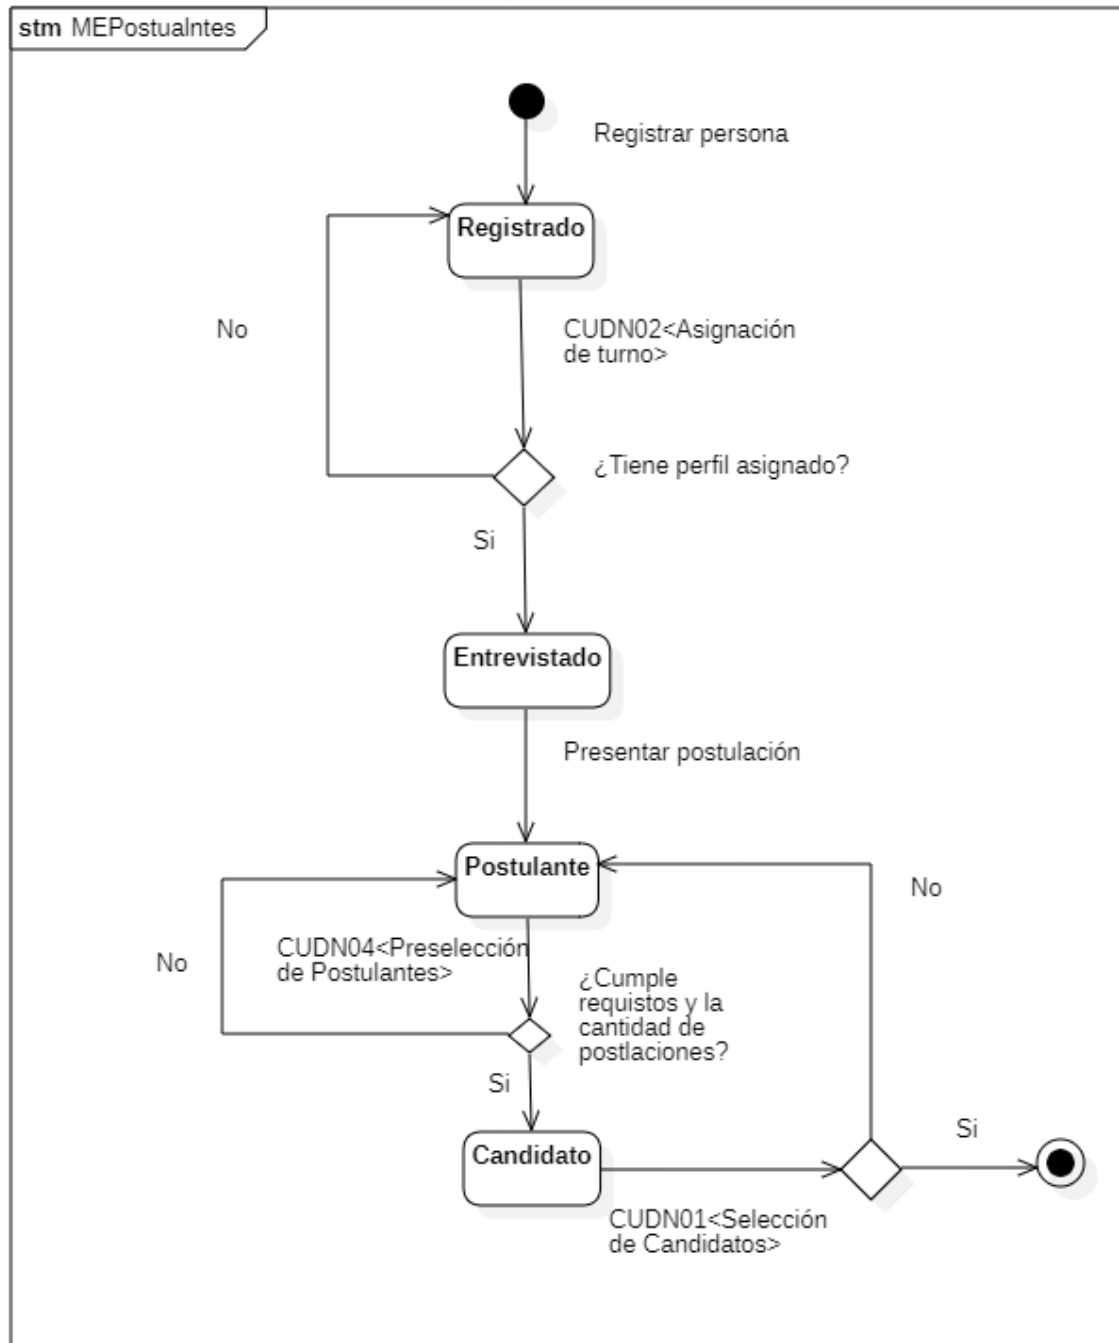 stm MEPostualntes
Registrar persona
Registrado
No
CUDN02<Asignación
de turno>
¿Tiene perfil asignado?
Si
Entrevistado
Presentar postulación
Postulante
No
CUDN04<Preselección
de Postulantes>
No
¿Cumple
requistos y la
cantidad de
postlaciones?
Si
Candidato
Si
CUDN01<Selección
de Candidatos>